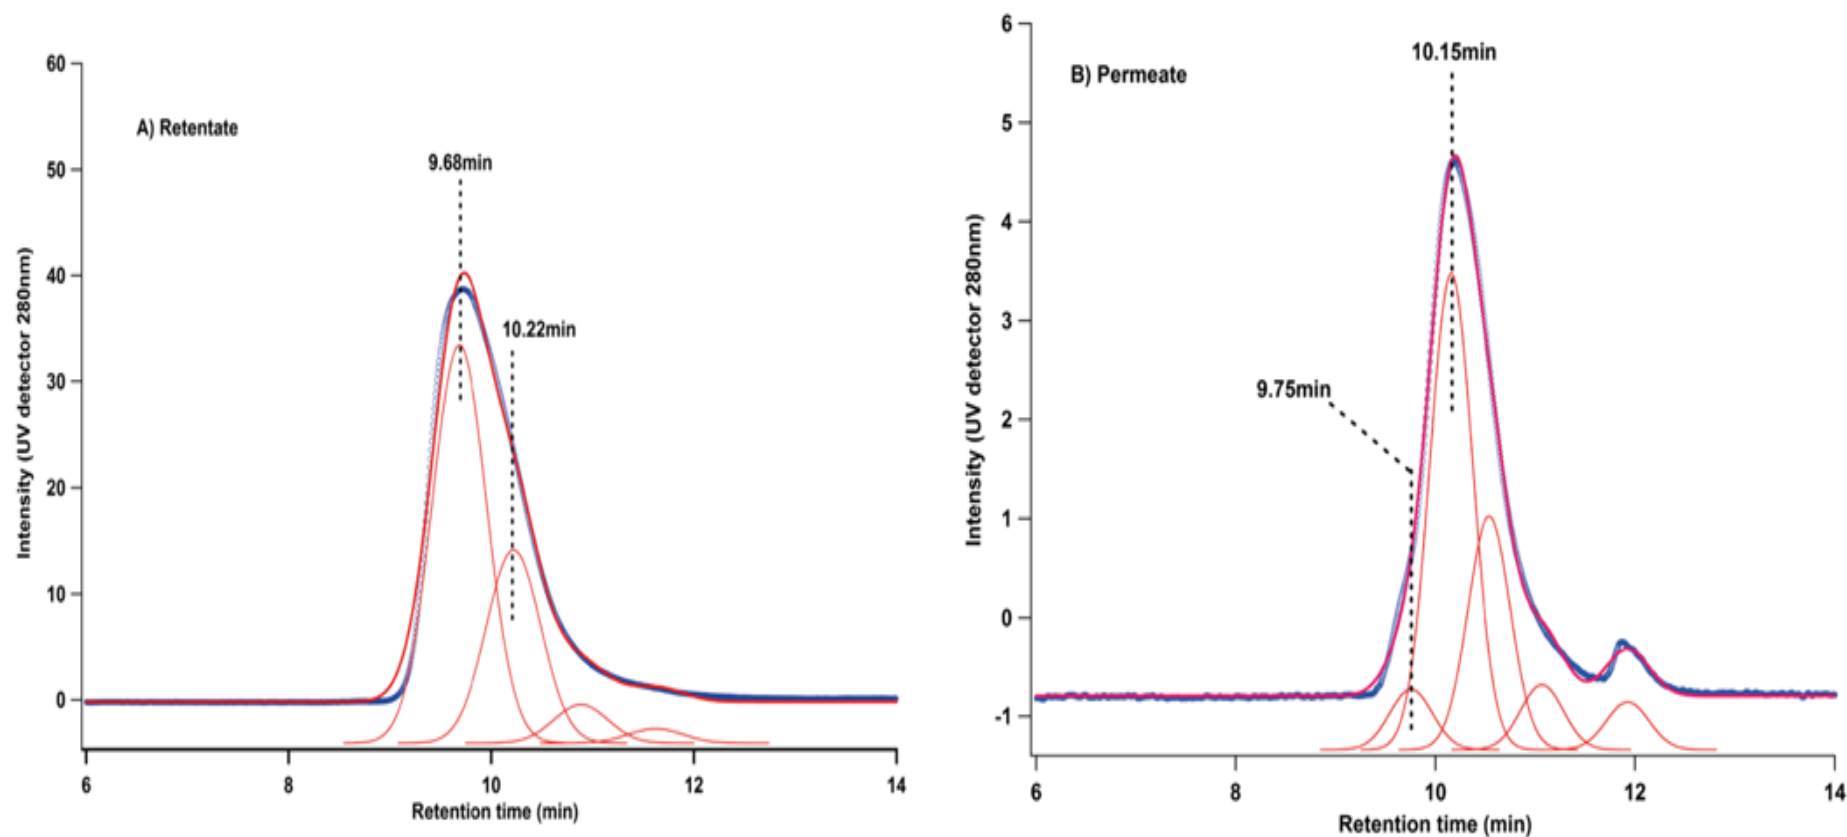 A) Retentate
9.68min
10.22min
Intensity (UV detector 280nm)
60
50
40
30
20
10
0
6
8
10
12
14
Retention time (min)
B) Permeate
10.15min
9.75min
Intensity (UV detector 280nm)
6
5
4
3
2
1
0
-1
6
8
10
12
14
Retention time (min)